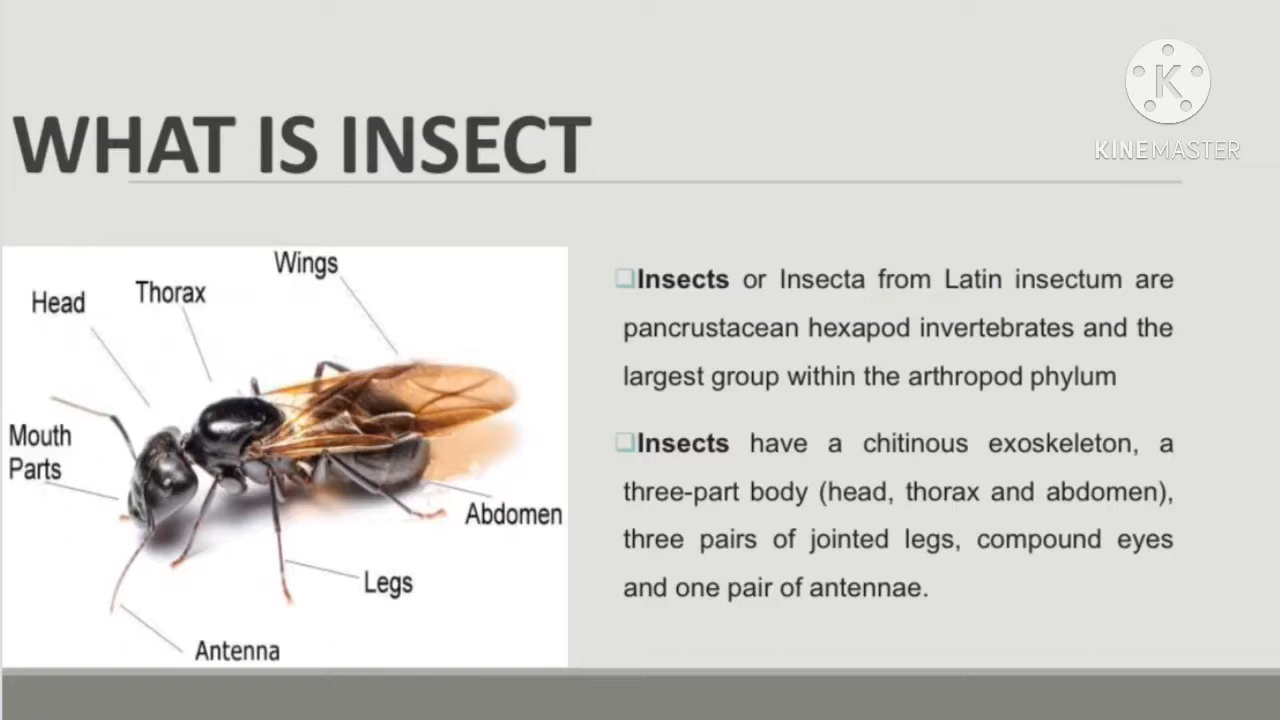 K
KINEMASTER
WHAT IS INSECT
Wings
Thorax
Head
Mouth
Parts
Abdomen
Legs
Antenna
Insects or Insecta from Latin insectum are
pancrustacean hexapod invertebrates and the
largest group within the arthropod phylum
Insects have a chitinous exoskeleton, a
three-part body (head, thorax and abdomen),
three pairs of jointed legs, compound eyes
and one pair of antennae.